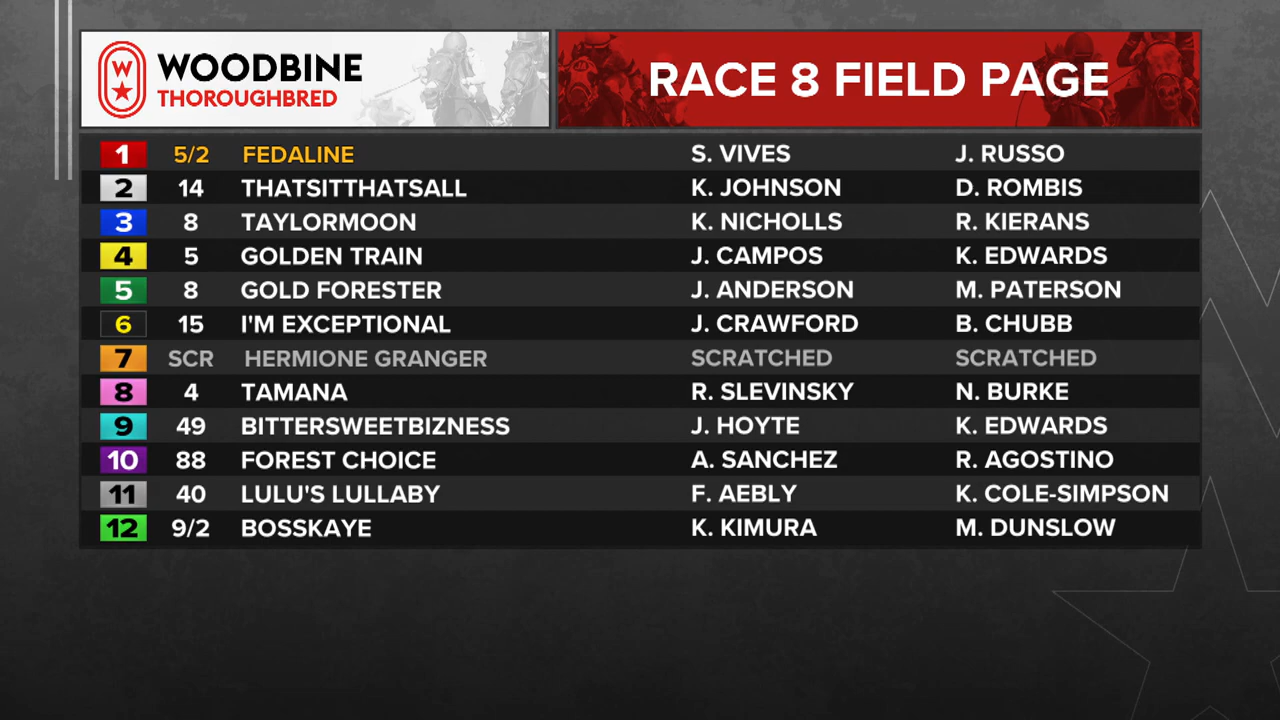 W
WOODBINE
THOROUGHBRED
RACE 8 FIELD PAGE
1 5/2 FEDALINE S. VIVES J. RUSSO
2 14 THATSITTHATSALL K. JOHNSON D. ROMBIS
3 8 TAYLORMOON K. NICHOLLS R. KIERANS
4 5 GOLDEN TRAIN J. CAMPOS K. EDWARDS
5 8 GOLD FORESTER J. ANDERSON M. PATERSON
6 15 I'M EXCEPTIONAL J. CRAWFORD B. CHUBB
7 SCR HERMIONE GRANGER SCRATCHED SCRATCHED
8 4 TAMANA R. SLEVINSKY N. BURKE
9 49 BITTERSWEETBIZNESS J. HOYTE K. EDWARDS
10 88 FOREST CHOICE A. SANCHEZ R. AGOSTINO
11 40 LULU'S LULLABY F. AEBLY K. COLE-SIMPSON
12 9/2 BOSSKAYE K. KIMURA M. DUNSLOW